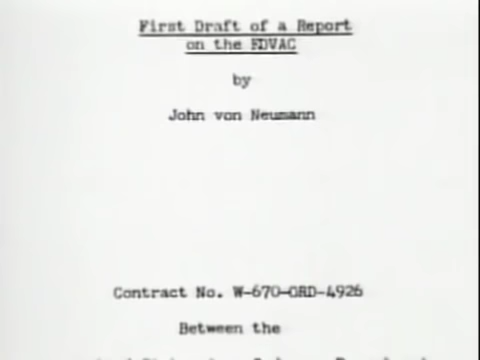 First Draft of a Report
on the EDVAC
by
John von Neumann
Contract No. W-670-ORD-4926
Between the